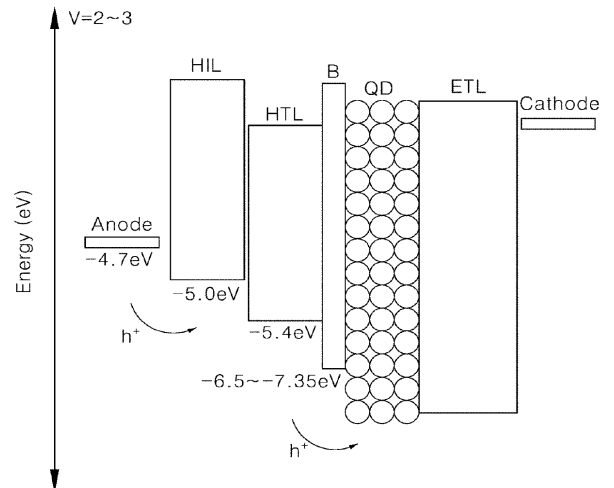 V=2~3
HIL
B
QD
ETL
HTL
Cathode
Anode
-4.7eV
-5.0eV
-5.4eV
-6.5~-7.35eV
h+
h+
Energy (eV)